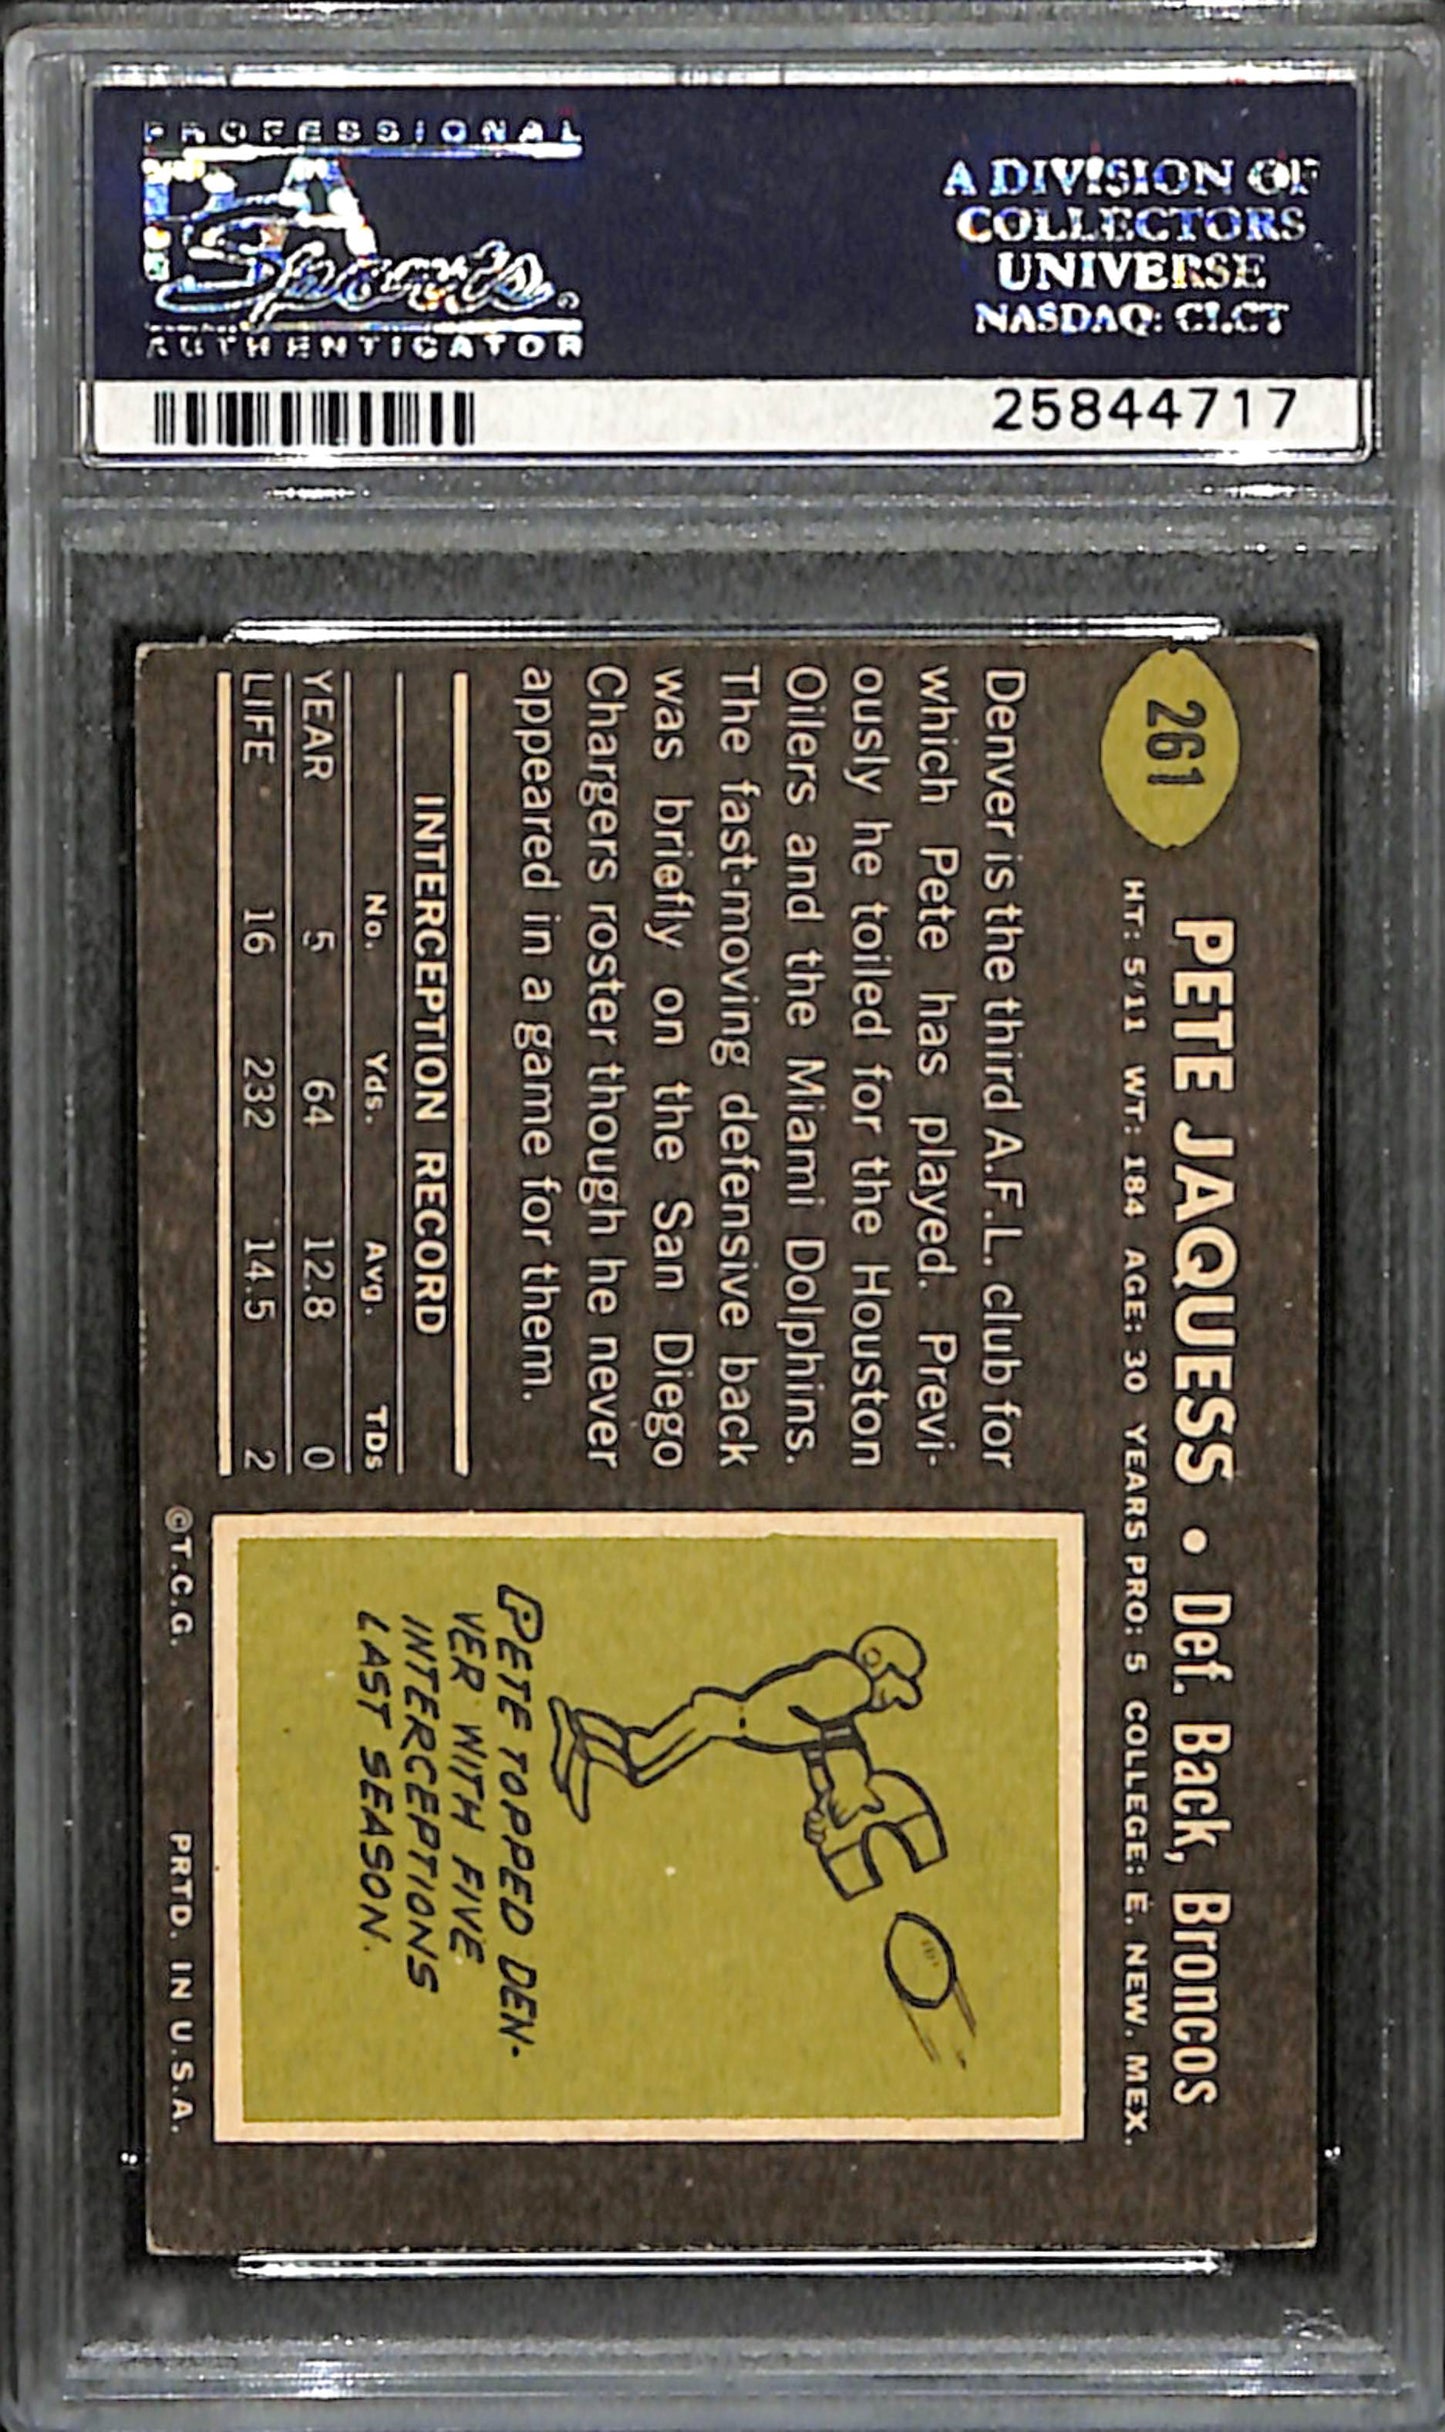 PROFESSIONAL
PSA
Sports
AUTHENTICATOR
A DIVISION OF
COLLECTORS
UNIVERSE
NASDAQ: CLCT
25844717
261
PETE JAQUESS • Def. Back, Broncos
HT: 5'11 WT: 184 AGE: 30 YEARS PRO: 5 COLLEGE: E. NEW. MEX.
Denver is the third A.F.L. club for
which Pete has played. Previ-
ously he toiled for the Houston
Oilers and the Miami Dolphins.
The fast-moving defensive back
was briefly on the San Diego
Chargers roster though he never
appeared in a game for them.
INTERCEPTION RECORD
No. Yds. Avg. TDs
YEAR 5 64 12.8 0
LIFE 16 232 14.5 2
PETE TOPPED DEN-
VER WITH FIVE
INTERCEPTIONS
LAST SEASON.
©T.C.G. PRTD. IN U.S.A.